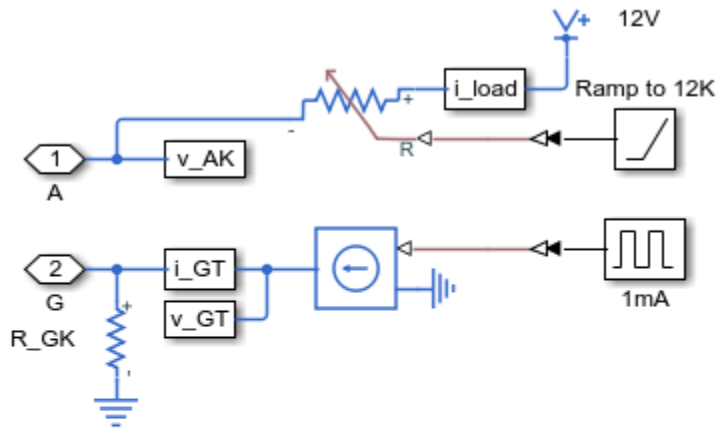 12V
i_load
Ramp to 12K
+
-
R
1
v_AK
A
2
i_GT
G
v_GT
1mA
+
R_GK
-